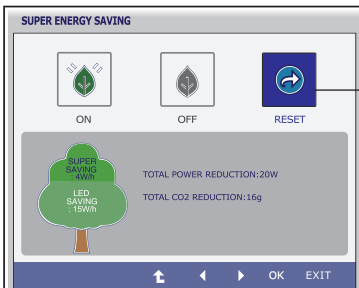 SUPER ENERGY SAVING
ON
OFF
RESET
SUPER
SAVING
: 4W/h
LED
SAVING
: 15W/h
TOTAL POWER REDUCTION:20W
TOTAL CO2 REDUCTION:16g
OK
EXIT